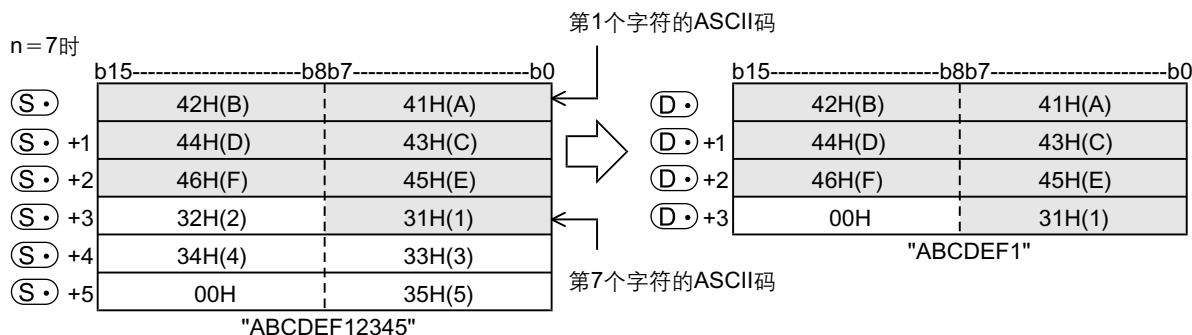 第1个字符的ASCII码
n＝7时
b15----------------------b8b7-----------------------b0 b15----------------------b8b7-----------------------b0
(S・) 42H(B) 41H(A) (D・) 42H(B) 41H(A)
(S・) +1 44H(D) 43H(C) (D・) +1 44H(D) 43H(C)
(S・) +2 46H(F) 45H(E) (D・) +2 46H(F) 45H(E)
(S・) +3 32H(2) 31H(1) (D・) +3 00H 31H(1)
(S・) +4 34H(4) 33H(3) "ABCDEF1"
(S・) +5 00H 35H(5) 第7个字符的ASCII码
"ABCDEF12345"